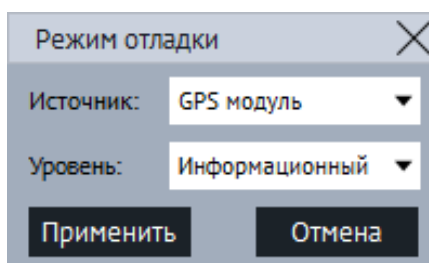 Режим отладки
Источник: GPS модуль
Уровень: Информационный
Применить Отмена